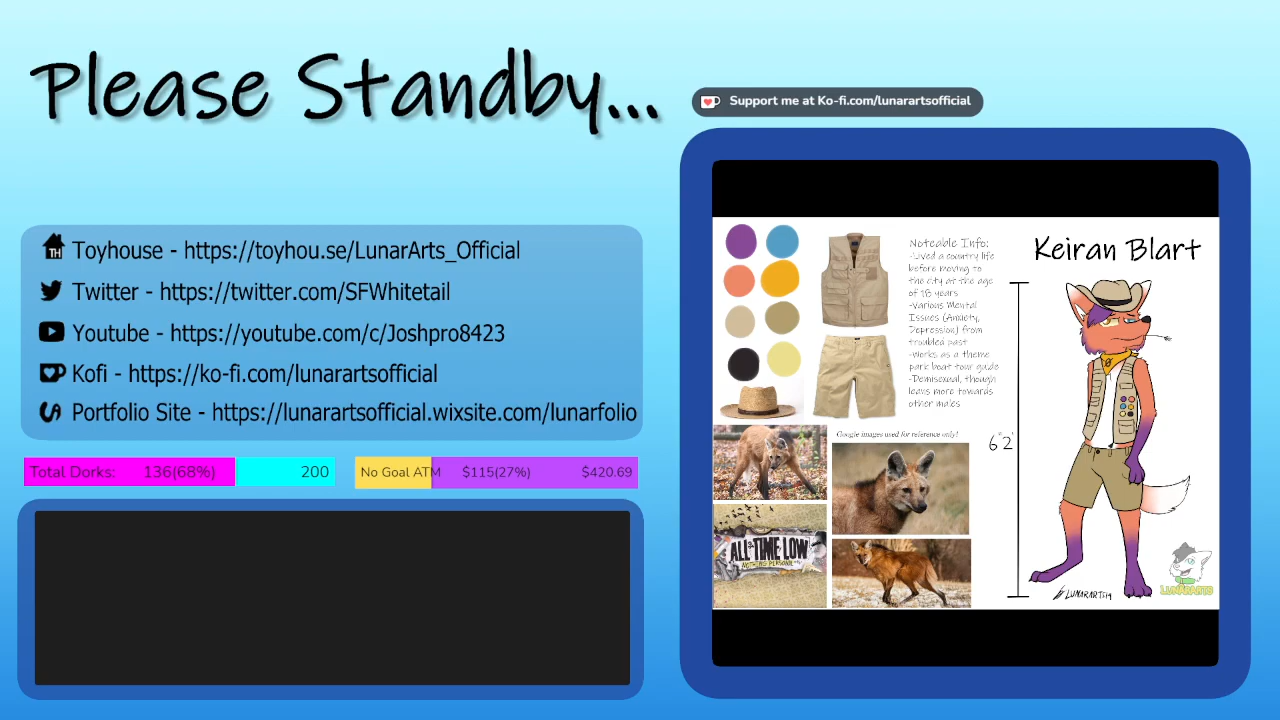 Please Standby...
Support me at Ko-fi.com/lunarartsofficial
Toyhouse - https://toyhou.se/LunarArts_Official
Twitter - https://twitter.com/SFWhitetail
Youtube - https://youtube.com/c/Joshpro8423
Kofi - https://ko-fi.com/lunarartsofficial
Portfolio Site - https://lunarartsofficial.wixsite.com/lunarfolio
Total Dorks: 136(68%) 200
No Goal ATM $115(27%) $420.69
Noteable Info:
-Lived a country life
before moving to
the city at the age
of 18 years
-Various Mental
Issues (Anxiety,
Depression) from
troubled past
-Works as a theme
park boat tour guide
-Demisexual, though
leans more towards
other males
Google images used for reference only!
ALL TIME LOW
NOTHING PERSONAL
Keiran Blart
6"2'
LUNARARTS19
LUNARARTS
TH